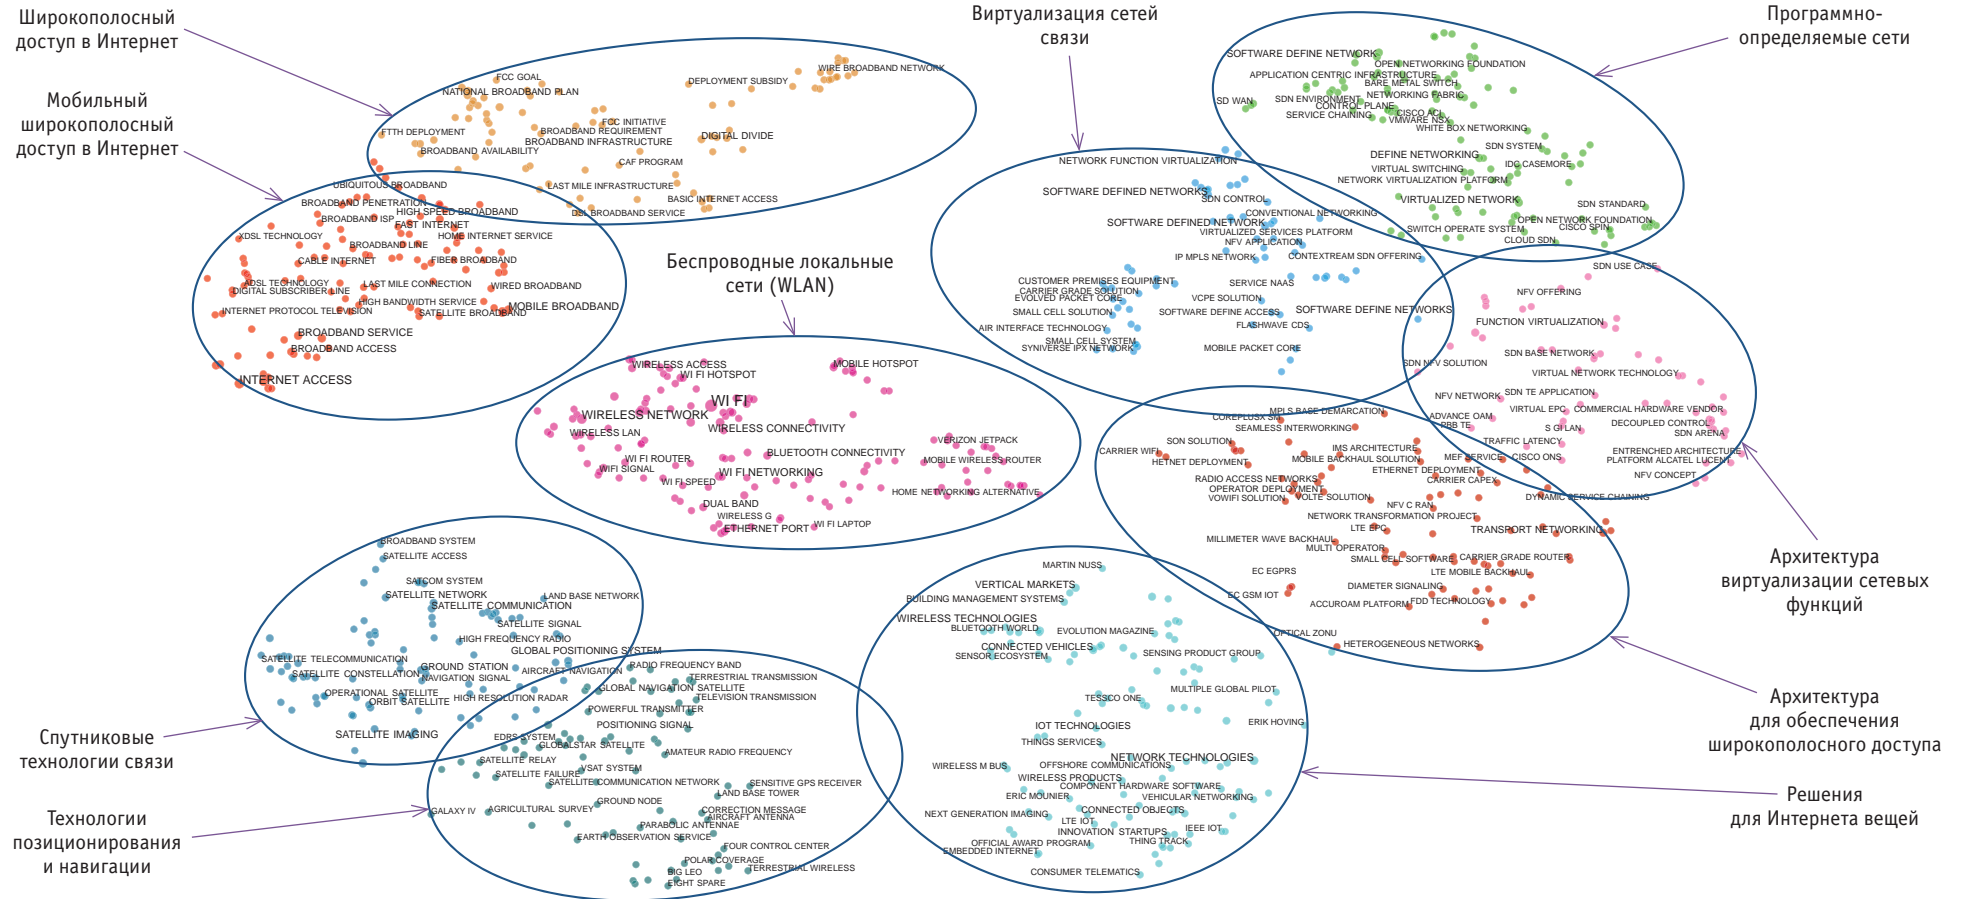 Широкополосный
доступ в Интернет
Мобильный
широкополосный
доступ в Интернет
Виртуализация сетей
связи
Программно-
определяемые сети
Беспроводные локальные
сети (WLAN)
Архитектура
виртуализации сетевых
функций
Архитектура
для обеспечения
широкополосного доступа
Решения
для Интернета вещей
Спутниковые
технологии связи
Технологии
позиционирования
и навигации
WIRE BROADBAND NETWORK
FCC GOAL
DEPLOYMENT SUBSIDY
NATIONAL BROADBAND PLAN
FCC INITIATIVE
FTTH DEPLOYMENT
BROADBAND REQUIREMENT
DIGITAL DIVIDE
BROADBAND INFRASTRUCTURE
BROADBAND AVAILABILITY
CAF PROGRAM
LAST MILE INFRASTRUCTURE
BASIC INTERNET ACCESS
DSL BROADBAND SERVICE
UBIQUITOUS BROADBAND
BROADBAND PENETRATION
HIGH SPEED BROADBAND
BROADBAND ISP
FAST INTERNET
XDSL TECHNOLOGY
HOME INTERNET SERVICE
BROADBAND LINE
CABLE INTERNET
FIBER BROADBAND
ADSL TECHNOLOGY
LAST MILE CONNECTION
WIRED BROADBAND
DIGITAL SUBSCRIBER LINE
HIGH BANDWIDTH SERVICE
MOBILE BROADBAND
INTERNET PROTOCOL TELEVISION
SATELLITE BROADBAND
BROADBAND SERVICE
BROADBAND ACCESS
INTERNET ACCESS
SOFTWARE DEFINE NETWORK
OPEN NETWORKING FOUNDATION
APPLICATION CENTRIC INFRASTRUCTURE
BARE METAL SWITCH
NETWORKING FABRIC
SD WAN
SDN ENVIRONMENT
CONTROL PLANE
CISCO ACI
SERVICE CHAINING
VMWARE NSX
WHITE BOX NETWORKING
SDN SYSTEM
DEFINE NETWORKING
IDC CASEMORE
VIRTUAL SWITCHING
NETWORK VIRTUALIZATION PLATFORM
VIRTUALIZED NETWORK
SDN STANDARD
OPEN NETWORK FOUNDATION
SWITCH OPERATE SYSTEM
CISCO SPIN
CLOUD SDN
NETWORK FUNCTION VIRTUALIZATION
SOFTWARE DEFINED NETWORKS
SDN CONTROL
CONVENTIONAL NETWORKING
SOFTWARE DEFINED NETWORK
VIRTUALIZED SERVICES PLATFORM
NFV APPLICATION
IP MPLS NETWORK
CONTEXTREAM SDN OFFERING
CUSTOMER PREMISES EQUIPMENT
SERVICE NAAS
CARRIER GRADE SOLUTION
EVOLVED PACKET CORE
VCPE SOLUTION
SMALL CELL SOLUTION
SOFTWARE DEFINE ACCESS
SOFTWARE DEFINE NETWORKS
AIR INTERFACE TECHNOLOGY
FLASHWAVE CDS
SMALL CELL SYSTEM
SYNIVERSE IPX NETWORK
MOBILE PACKET CORE
SDN USE CASE
NFV OFFERING
FUNCTION VIRTUALIZATION
SDN BASE NETWORK
SDN NFV SOLUTION
VIRTUAL NETWORK TECHNOLOGY
NFV NETWORK
SDN TE APPLICATION
VIRTUAL EPC
COMMERCIAL HARDWARE VENDOR
ADVANCE OAM
PBB TE
S GI LAN
DECOUPLED CONTROL
SDN ARENA
TRAFFIC LATENCY
ENTRENCHED ARCHITECTURE
CISCO ONS
PLATFORM ALCATEL LUCENT
NFV CONCEPT
DYNAMIC SERVICE CHAINING
WIRELESS ACCESS
MOBILE HOTSPOT
WI FI HOTSPOT
WI FI
WIRELESS NETWORK
WIRELESS CONNECTIVITY
WIRELESS LAN
VERIZON JETPACK
BLUETOOTH CONNECTIVITY
WI FI ROUTER
MOBILE WIRELESS ROUTER
WIFI SIGNAL
WI FI NETWORKING
WI FI SPEED
HOME NETWORKING ALTERNATIVE
DUAL BAND
WIRELESS G
ETHERNET PORT
WI FI LAPTOP
MPLS BASE DEMARCATION
COREPLUSX SM
SEAMLESS INTERWORKING
SON SOLUTION
CARRIER WIFI
IMS ARCHITECTURE
HETNET DEPLOYMENT
MOBILE BACKHAUL SOLUTION
MEF SERVICE
ETHERNET DEPLOYMENT
RADIO ACCESS NETWORKS
CARRIER CAPEX
OPERATOR DEPLOYMENT
VOWIFI SOLUTION
VOLTE SOLUTION
NFV C RAN
NETWORK TRANSFORMATION PROJECT
LTE EPC
TRANSPORT NETWORKING
MILLIMETER WAVE BACKHAUL
MULTI OPERATOR
SMALL CELL SOFTWARE
CARRIER GRADE ROUTER
EC EGPRS
LTE MOBILE BACKHAUL
DIAMETER SIGNALING
EC GSM IOT
ACCUROAM PLATFORM
FDD TECHNOLOGY
OPTICAL ZONU
HETEROGENEOUS NETWORKS
BROADBAND SYSTEM
SATELLITE ACCESS
SATCOM SYSTEM
SATELLITE NETWORK
LAND BASE NETWORK
SATELLITE COMMUNICATION
SATELLITE SIGNAL
HIGH FREQUENCY RADIO
GLOBAL POSITIONING SYSTEM
SATELLITE TELECOMMUNICATION
GROUND STATION
SATELLITE CONSTELLATION
NAVIGATION SIGNAL
AIRCRAFT NAVIGATION
OPERATIONAL SATELLITE
ORBIT SATELLITE
HIGH RESOLUTION RADAR
SATELLITE IMAGING
RADIO FREQUENCY BAND
TERRESTRIAL TRANSMISSION
GLOBAL NAVIGATION SATELLITE
TELEVISION TRANSMISSION
POWERFUL TRANSMITTER
POSITIONING SIGNAL
EDRS SYSTEM
GLOBALSTAR SATELLITE
AMATEUR RADIO FREQUENCY
SATELLITE RELAY
VSAT SYSTEM
SATELLITE FAILURE
SATELLITE COMMUNICATION NETWORK
SENSITIVE GPS RECEIVER
LAND BASE TOWER
GROUND NODE
GALAXY IV
AGRICULTURAL SURVEY
CORRECTION MESSAGE
AIRCRAFT ANTENNA
PARABOLIC ANTENNAE
EARTH OBSERVATION SERVICE
FOUR CONTROL CENTER
POLAR COVERAGE
TERRESTRIAL WIRELESS
BIG LEO
EIGHT SPARE
MARTIN NUSS
VERTICAL MARKETS
BUILDING MANAGEMENT SYSTEMS
WIRELESS TECHNOLOGIES
BLUETOOTH WORLD
EVOLUTION MAGAZINE
CONNECTED VEHICLES
SENSOR ECOSYSTEM
SENSING PRODUCT GROUP
MULTIPLE GLOBAL PILOT
TESSCO ONE
ERIK HOVING
IOT TECHNOLOGIES
THINGS SERVICES
NETWORK TECHNOLOGIES
WIRELESS M BUS
OFFSHORE COMMUNICATIONS
WIRELESS PRODUCTS
COMPONENT HARDWARE SOFTWARE
ERIC MOUNIER
VEHICULAR NETWORKING
NEXT GENERATION IMAGING
CONNECTED OBJECTS
LTE IOT
INNOVATION STARTUPS
IEEE IOT
OFFICIAL AWARD PROGRAM
THING TRACK
EMBEDDED INTERNET
CONSUMER TELEMATICS